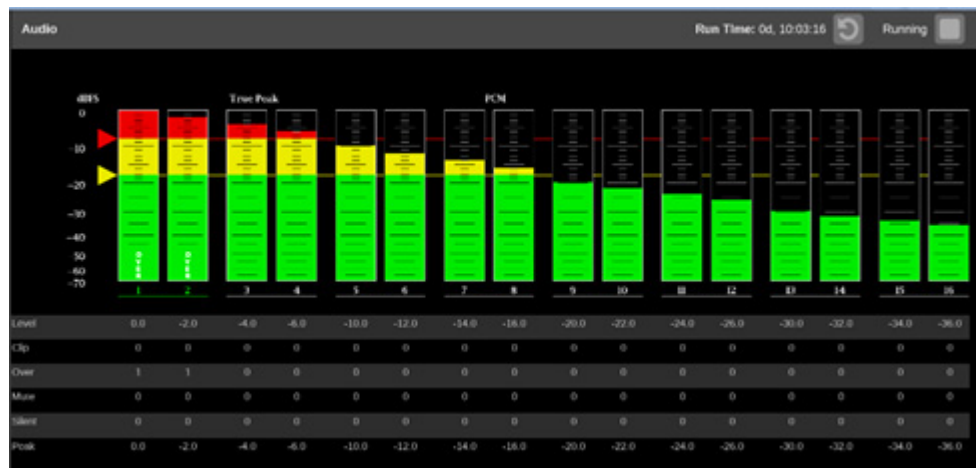 Audio Run Time: 0d, 10:03:16 Running
dBFS True Peak PCM
0
-10
-20
-30
-40
50
-60
-70
1 2 3 4 5 6 7 8 9 10 11 12 13 14 15 16
Level 0.0 -2.0 -4.0 -6.0 -10.0 -12.0 -14.0 -16.0 -20.0 -22.0 -24.0 -26.0 -30.0 -32.0 -34.0 -36.0
Clip 0 0 0 0 0 0 0 0 0 0 0 0 0 0 0 0
Over 1 1 0 0 0 0 0 0 0 0 0 0 0 0 0 0
Mute 0 0 0 0 0 0 0 0 0 0 0 0 0 0 0 0
Silent 0 0 0 0 0 0 0 0 0 0 0 0 0 0 0 0
Peak 0.0 -2.0 -4.0 -6.0 -10.0 -12.0 -14.0 -16.0 -20.0 -22.0 -24.0 -26.0 -30.0 -32.0 -34.0 -36.0